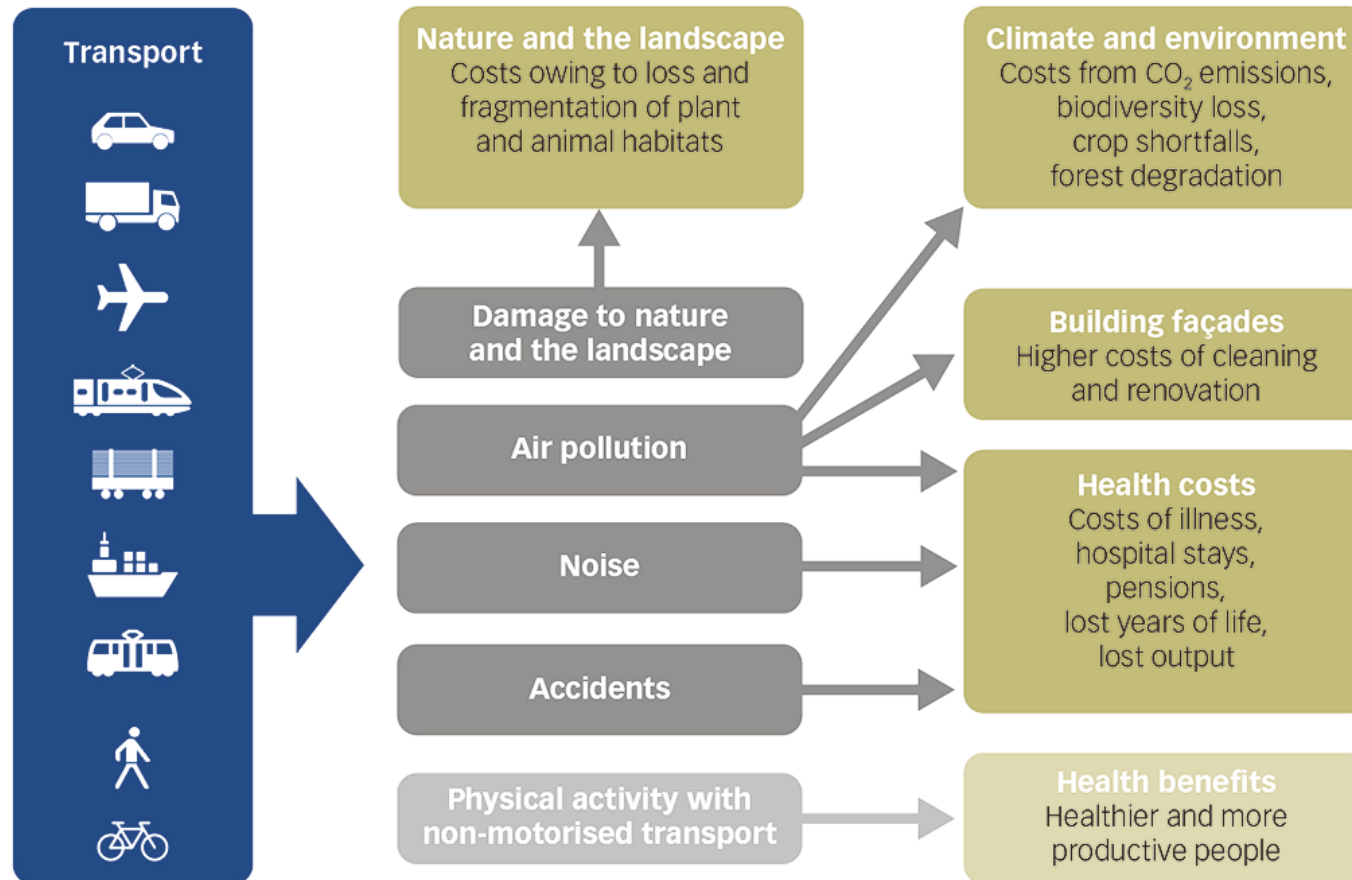 Transport
Nature and the landscape
Costs owing to loss and
fragmentation of plant
and animal habitats
Climate and environment
Costs from CO₂ emissions,
biodiversity loss,
crop shortfalls,
forest degradation
Damage to nature
and the landscape
Building façades
Higher costs of cleaning
and renovation
Air pollution
Health costs
Costs of illness,
hospital stays,
pensions,
lost years of life,
lost output
Noise
Accidents
Physical activity with
non-motorised transport
Health benefits
Healthier and more
productive people